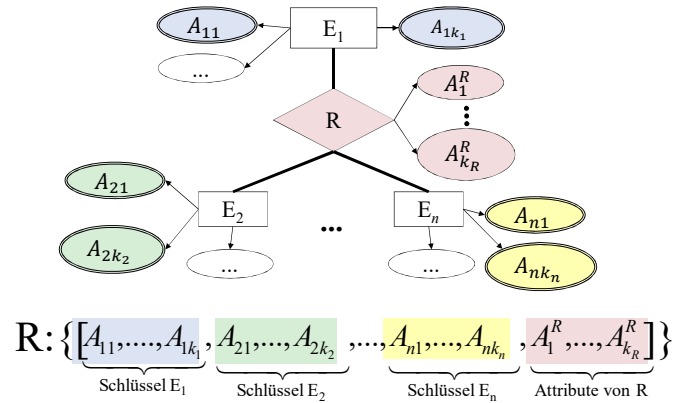 A₁₁ E₁ A₁ₖ₁
...
A₁ᴿ
R ⋮
Aₖᴿᴿ
A₂₁
E₂ ... Eₙ Aₙ₁
A₂ₖ₂
... ... Aₙₖₙ
R:{[A₁₁,....,A₁ₖ₁,A₂₁,...,A₂ₖ₂,...,Aₙ₁,...,Aₙₖₙ,A₁ᴿ,...,Aₖᴿᴿ]}
Schlüssel E₁ Schlüssel E₂ Schlüssel Eₙ Attribute von R